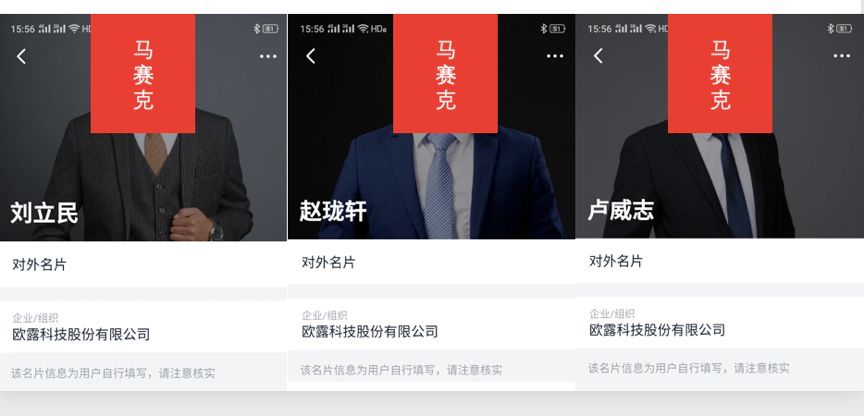 15:56
HD
51
马
赛
克
刘立民
对外名片
企业/组织
欧露科技股份有限公司
该名片信息为用户自行填写，请注意核实
15:56
HD
51
马
赛
克
赵珑轩
对外名片
企业/组织
欧露科技股份有限公司
该名片信息为用户自行填写，请注意核实
15:56
HD
51
马
赛
克
卢威志
对外名片
企业/组织
欧露科技股份有限公司
该名片信息为用户自行填写，请注意核实